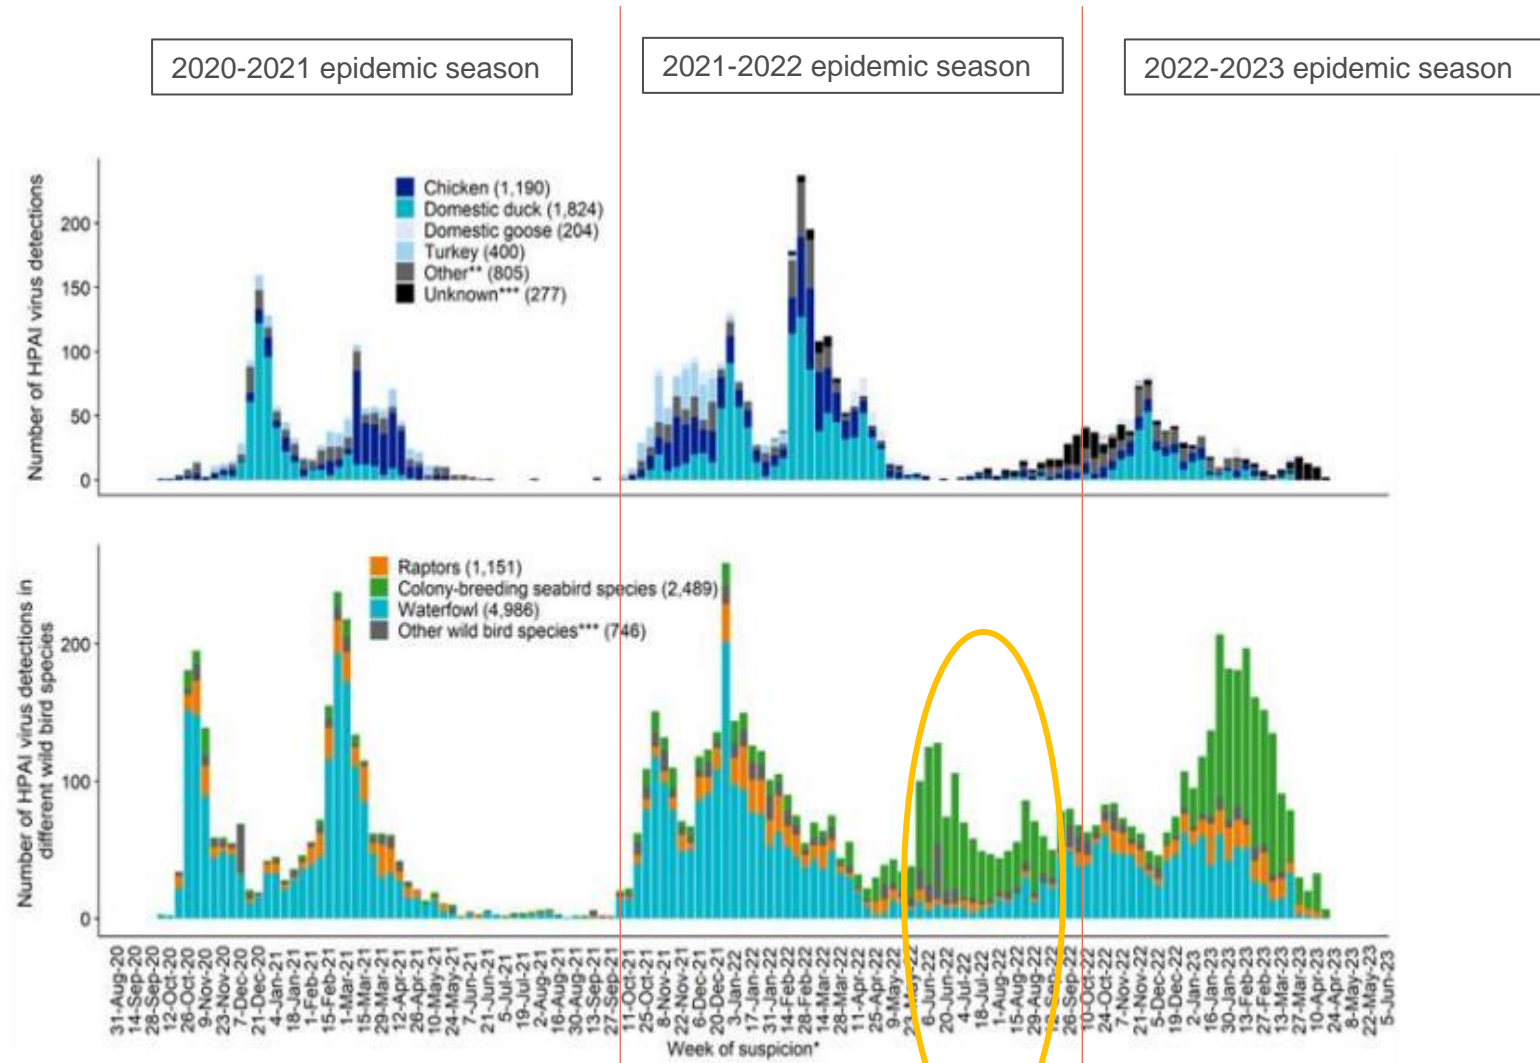 2020-2021 epidemic season
2021-2022 epidemic season
2022-2023 epidemic season
Number of HPAI virus detections
200
150
100
50
0
Chicken (1,190)
Domestic duck (1,824)
Domestic goose (204)
Turkey (400)
Other** (805)
Unknown*** (277)
Number of HPAI virus detections in
different wild bird species
200
100
0
Raptors (1,151)
Colony-breeding seabird species (2,489)
Waterfowl (4,986)
Other wild bird species*** (746)
31-Aug-20
14-Sep-20
28-Sep-20
12-Oct-20
26-Oct-20
9-Nov-20
23-Nov-20
7-Dec-20
21-Dec-20
4-Jan-21
18-Jan-21
1-Feb-21
15-Feb-21
1-Mar-21
15-Mar-21
29-Mar-21
12-Apr-21
26-Apr-21
10-May-21
24-May-21
7-Jun-21
21-Jun-21
5-Jul-21
19-Jul-21
2-Aug-21
16-Aug-21
30-Aug-21
13-Sep-21
27-Sep-21
11-Oct-21
25-Oct-21
8-Nov-21
22-Nov-21
6-Dec-21
20-Dec-21
3-Jan-22
17-Jan-22
31-Jan-22
14-Feb-22
28-Feb-22
14-Mar-22
28-Mar-22
11-Apr-22
25-Apr-22
9-May-22
23-May-22
6-Jun-22
20-Jun-22
4-Jul-22
18-Jul-22
1-Aug-22
15-Aug-22
29-Aug-22
12-Sep-22
26-Sep-22
10-Oct-22
24-Oct-22
7-Nov-22
21-Nov-22
5-Dec-22
19-Dec-22
2-Jan-23
16-Jan-23
30-Jan-23
13-Feb-23
27-Feb-23
13-Mar-23
27-Mar-23
10-Apr-23
24-Apr-23
8-May-23
22-May-23
5-Jun-23
Week of suspicion*